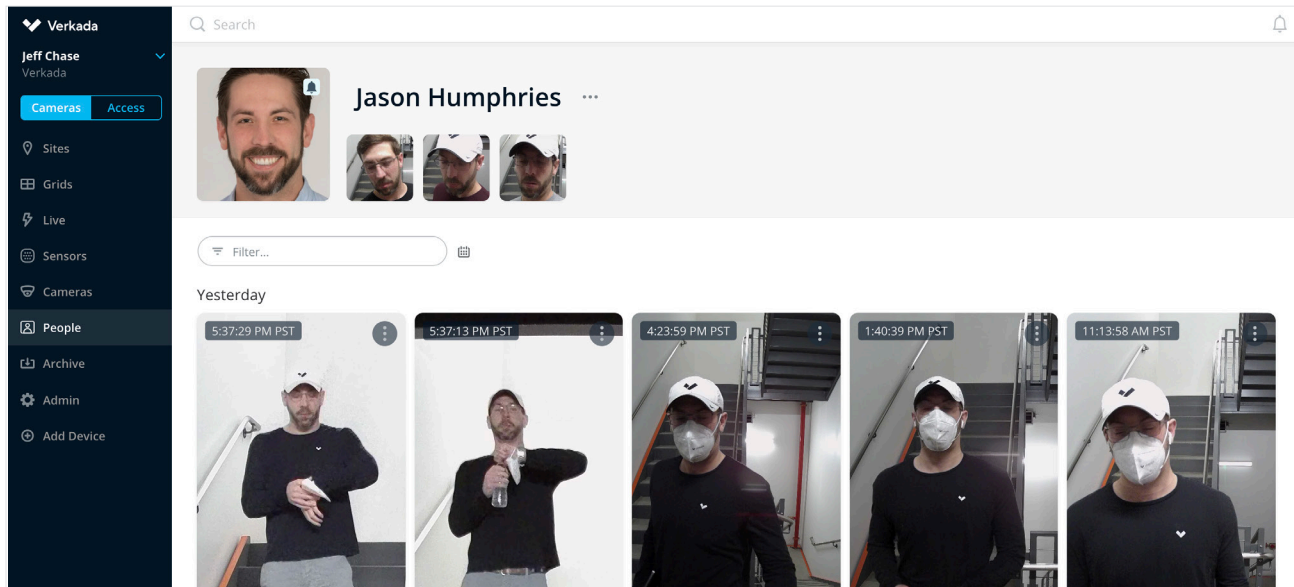 Verkada
Search
Jeff Chase
Verkada
Cameras Access
Jason Humphries ...
Sites
Grids
Live
Sensors
Filter...
Cameras
Yesterday
People
5:37:29 PM PST
5:37:13 PM PST
4:23:59 PM PST
1:40:39 PM PST
11:13:58 AM PST
Archive
Admin
Add Device